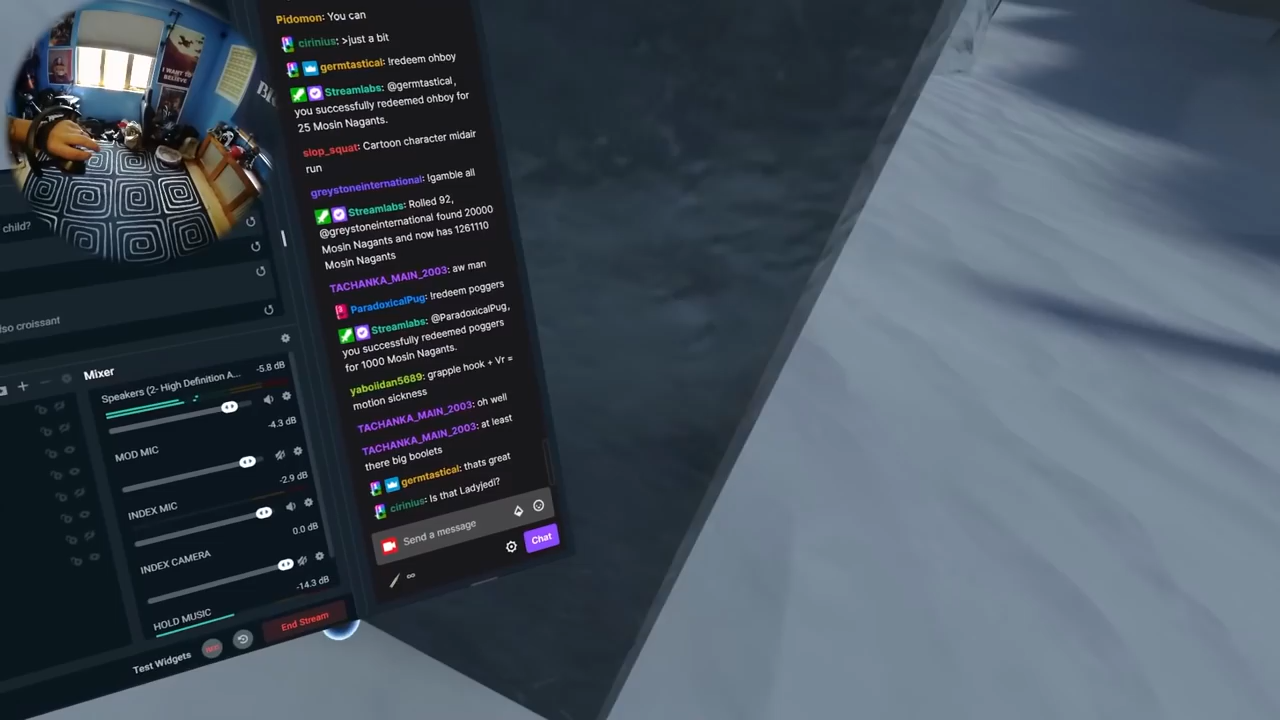 Pidomon: You can
cirinius: >just a bit
germtastical: !redeem ohboy
Streamlabs: @germtastical,
you successfully redeemed ohboy for
25 Mosin Nagants.
slop_squat: Cartoon character midair
run
greystoneinternational: !gamble all
Streamlabs: Rolled 92,
@greystoneinternational found 20000
Mosin Nagants and now has 1261110
Mosin Nagants
TACHANKA_MAIN_2003: aw man
ParadoxicalPug: !redeem poggers
Streamlabs: @ParadoxicalPug,
you successfully redeemed poggers
for 1000 Mosin Nagants.
yaboiidan5689: grapple hook + Vr =
motion sickness
TACHANKA_MAIN_2003: oh well
TACHANKA_MAIN_2003: at least
there big boolets
germtastical: thats great
cirinius: Is that Ladyjedi?
Send a message
Chat
I WANT TO
BELIEVE
child?
so croissant
Mixer
Speakers (2- High Definition A...
-5.8 dB
MOD MIC
-4.3 dB
INDEX MIC
-2.9 dB
INDEX CAMERA
0.0 dB
HOLD MUSIC
-14.3 dB
Test Widgets
REC
End Stream